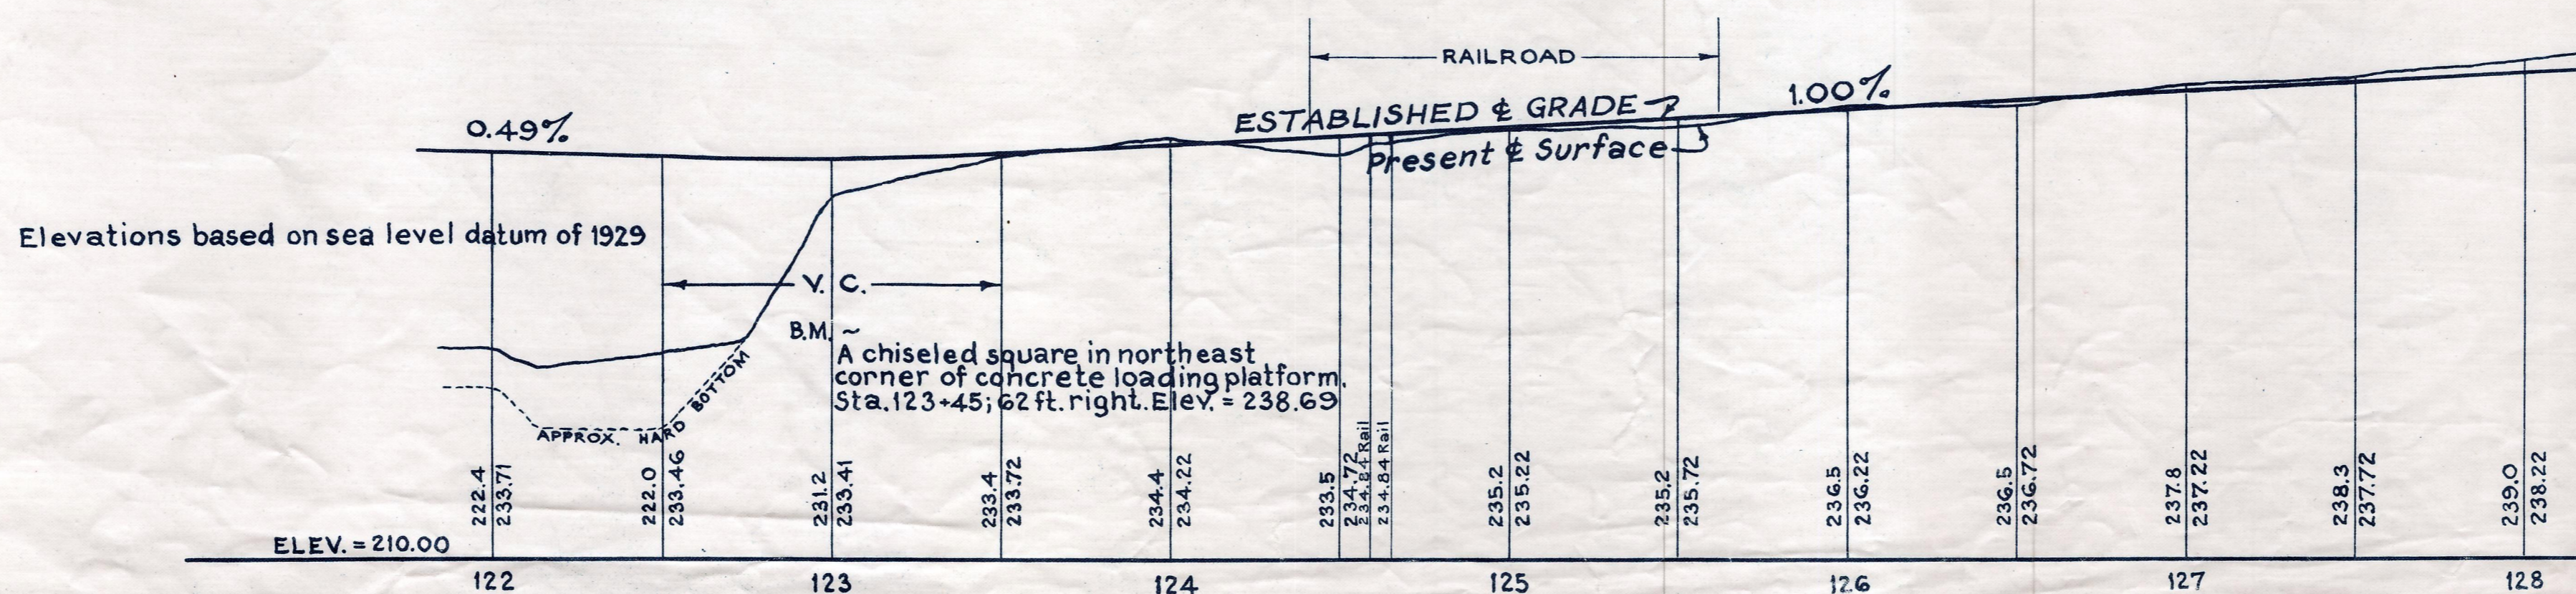 RAILROAD
1.00%
ESTABLISHED ℄ GRADE
0.49%
Present ℄ Surface
Elevations based on sea level datum of 1929
V. C.
B.M. ~
A chiseled square in northeast
corner of concrete loading platform.
Sta. 123+45; 62 ft. right. Elev. = 238.69
APPROX. HARD BOTTOM
222.4
233.71
222.0
233.46
231.2
233.41
233.4
233.72
234.4
234.22
233.5
234.72
234.84 Rail
234.84 Rail
235.2
235.22
235.2
235.72
236.5
236.22
236.5
236.72
237.8
237.22
238.3
237.72
239.0
238.22
ELEV. = 210.00
122 123 124 125 126 127 128